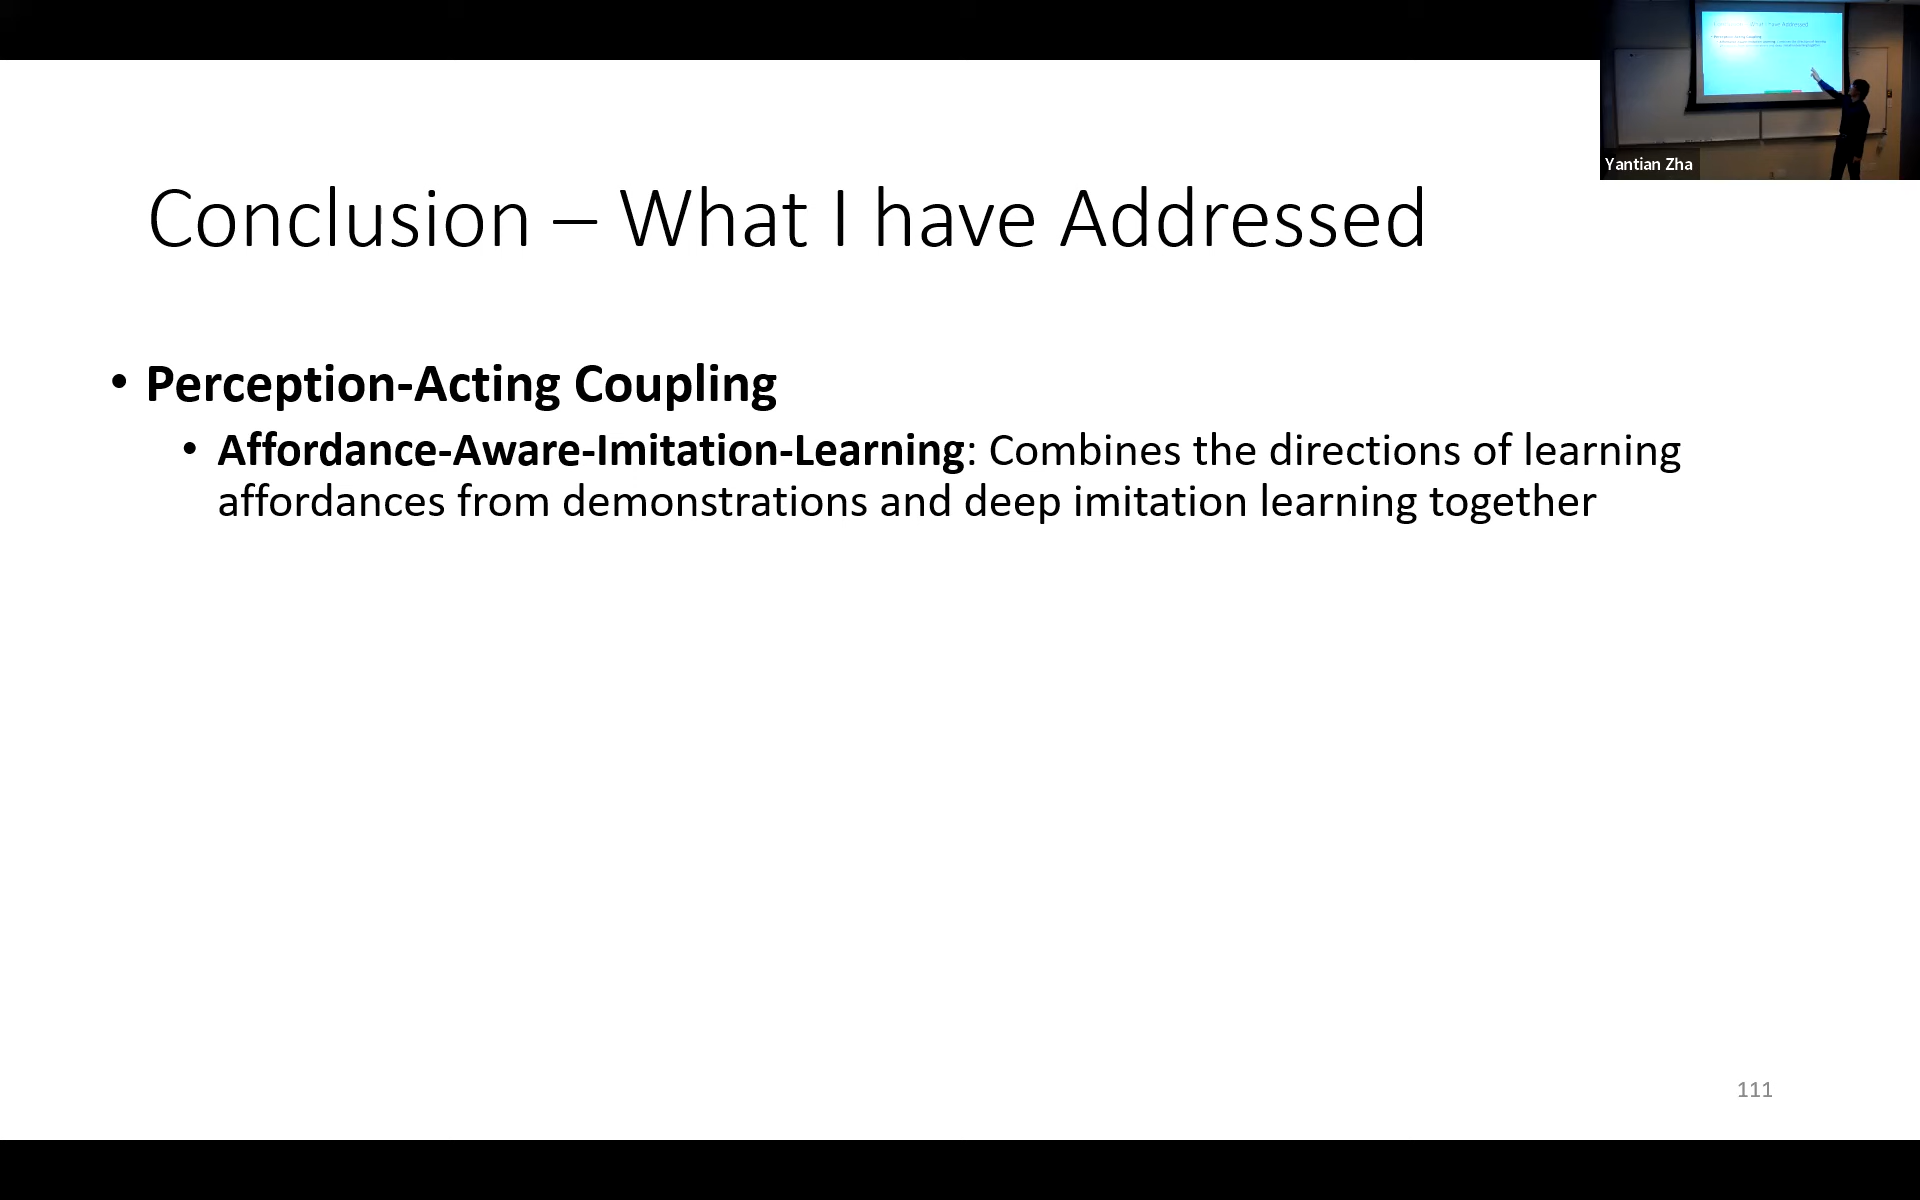 Conclusion – What I have Addressed
Yantian Zha
• Perception-Acting Coupling
• Affordance-Aware-Imitation-Learning: Combines the directions of learning
affordances from demonstrations and deep imitation learning together
111